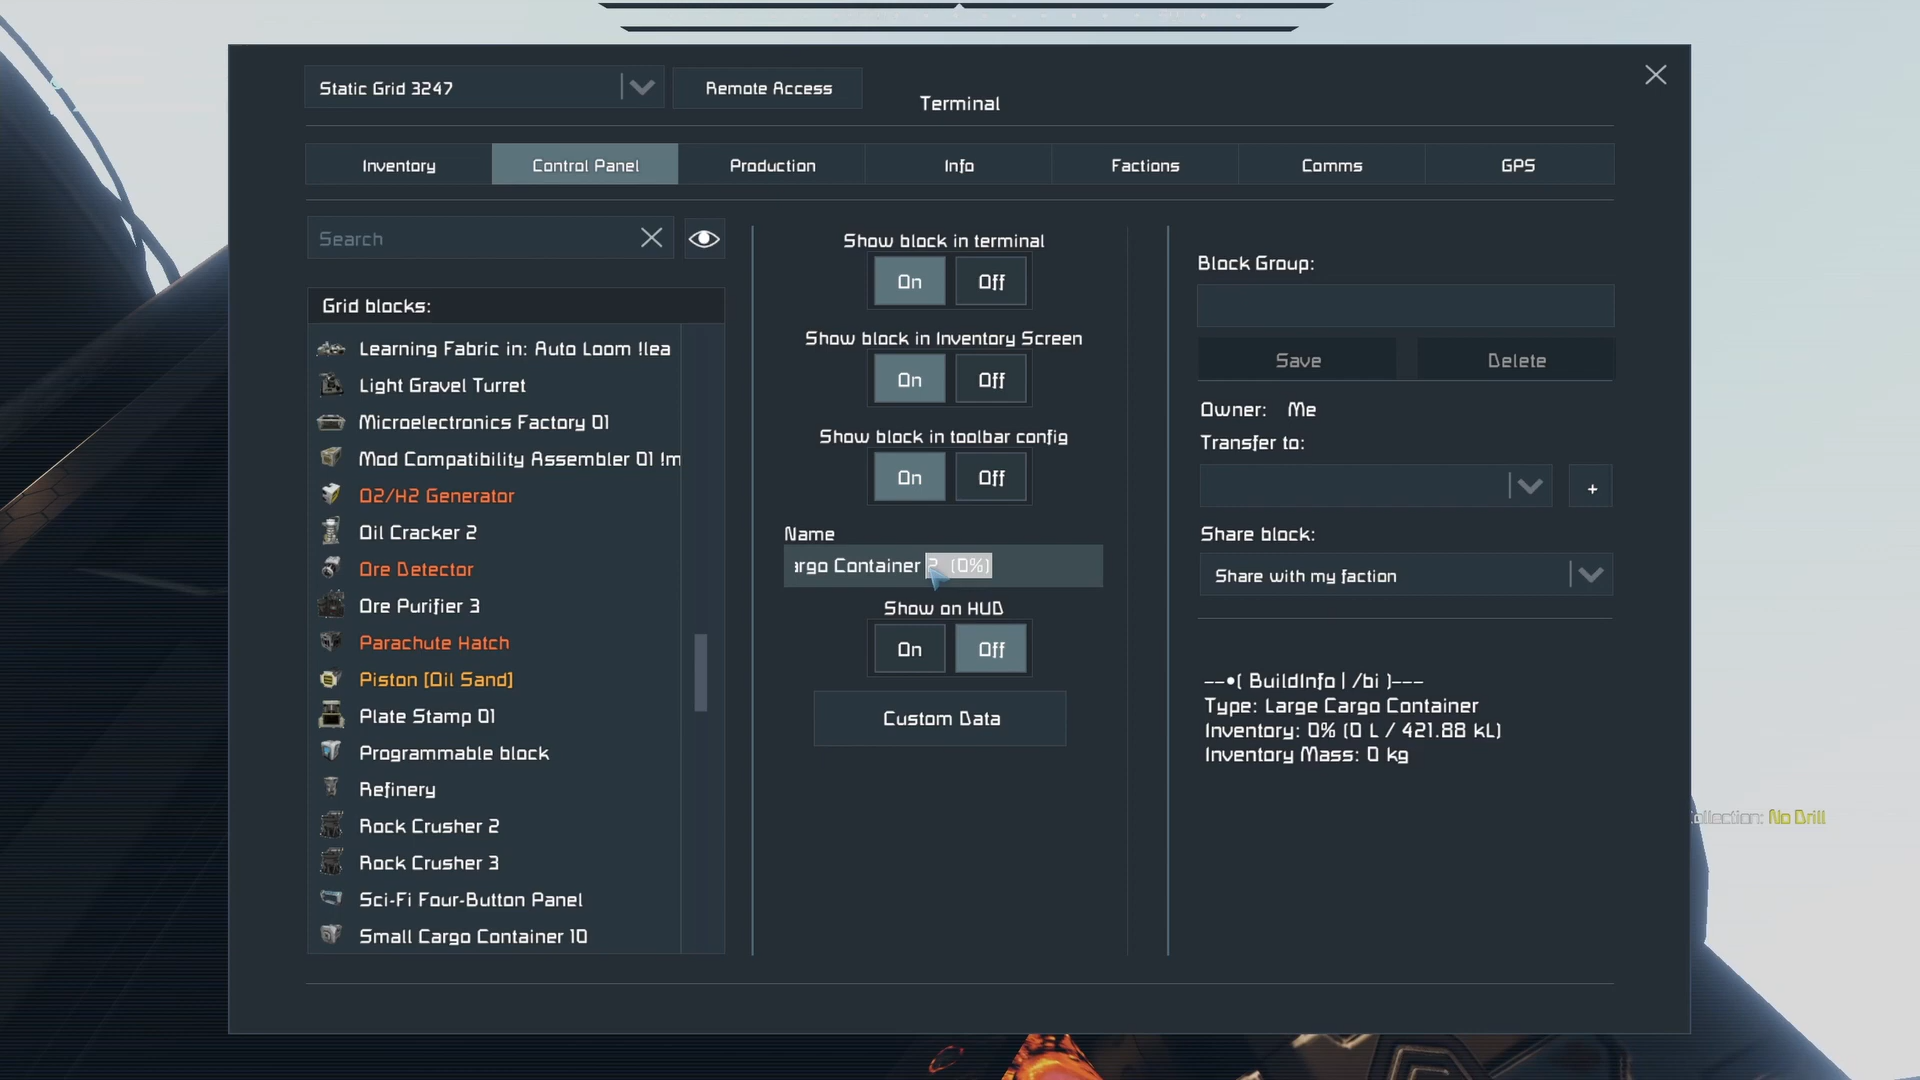 Static Grid 3247
Remote Access
Terminal
Inventory
Control Panel
Production
Info
Factions
Comms
GPS
Search
Grid blocks:
Learning Fabric in: Auto Loom !lea
Light Gravel Turret
Microelectronics Factory 01
Mod Compatibility Assembler 01 !m
O2/H2 Generator
Oil Cracker 2
Ore Detector
Ore Purifier 3
Parachute Hatch
Piston [Oil Sand]
Plate Stamp 01
Programmable block
Refinery
Rock Crusher 2
Rock Crusher 3
Sci-Fi Four-Button Panel
Small Cargo Container 10
Show block in terminal
On Off
Show block in Inventory Screen
On Off
Show block in toolbar config
On Off
Name
argo Container 2 (0%)
Show on HUD
On Off
Custom Data
Block Group:
Save Delete
Owner: Me
Transfer to:
+
Share block:
Share with my faction
--•( BuildInfo | /bi )---
Type: Large Cargo Container
Inventory: 0% (0 L / 421.88 kL)
Inventory Mass: 0 kg
ollection: No Drill